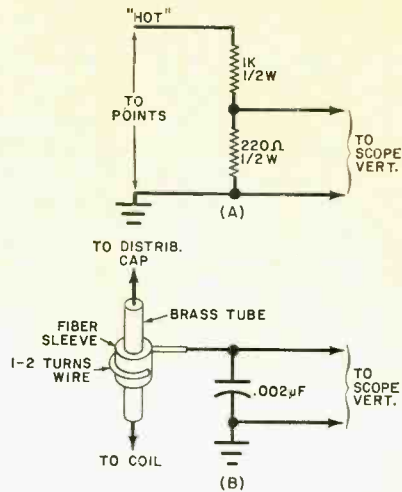 "HOT"
1K
1/2W
TO
POINTS
220Ω
1/2W
TO
SCOPE
VERT.
(A)
TO DISTRIB.
CAP
BRASS TUBE
FIBER
SLEEVE
1-2 TURNS
WIRE
.002μF
TO
SCOPE
VERT.
TO COIL
(B)